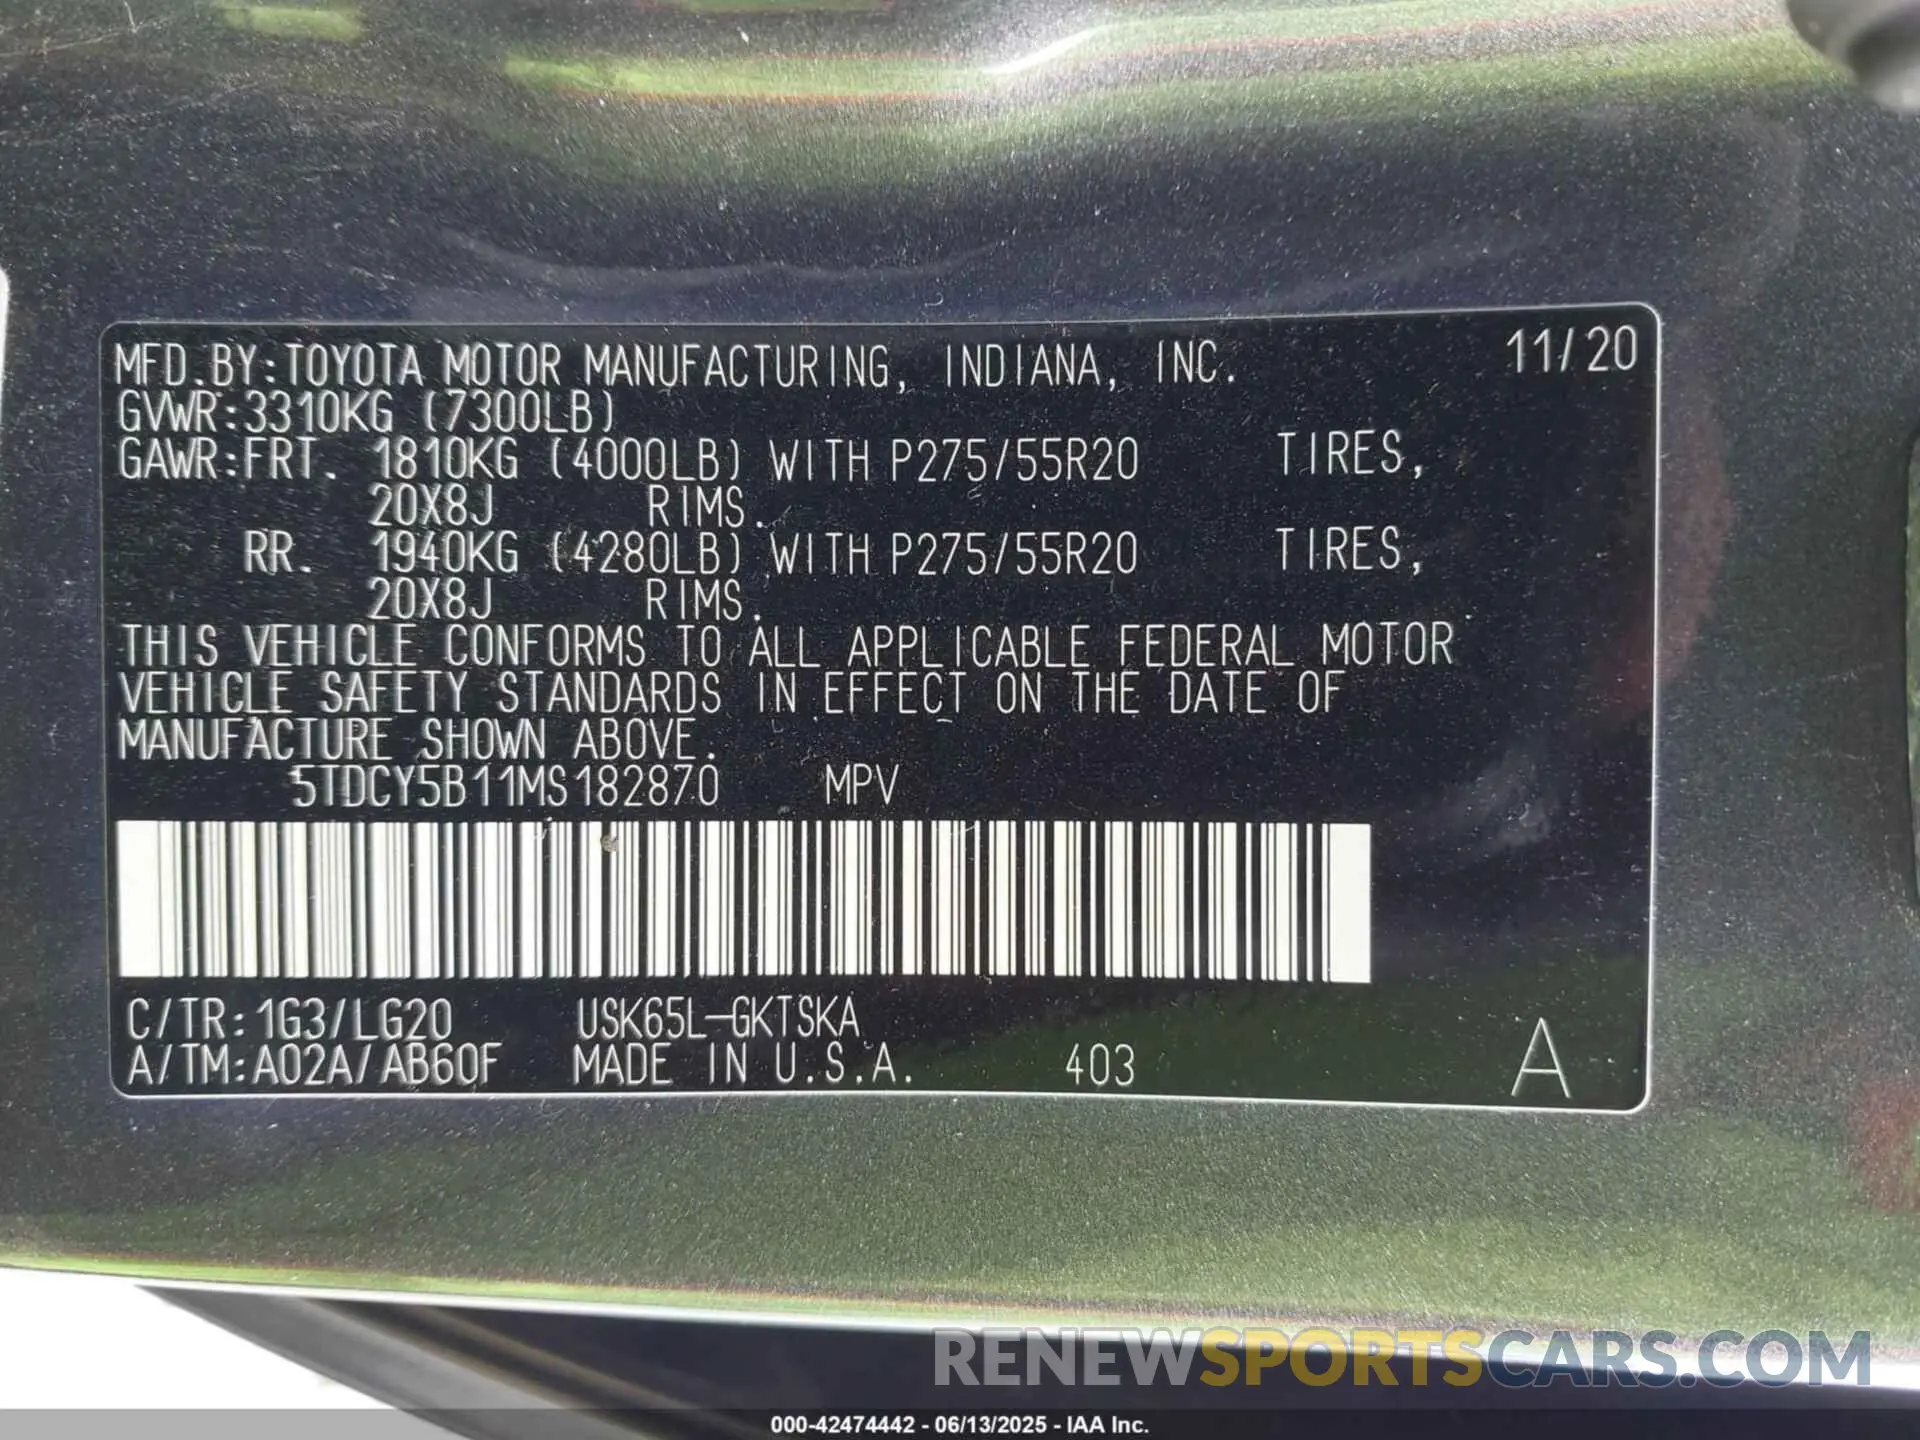 MFD.BY:TOYOTA MOTOR MANUFACTURING, INDIANA, INC. 11/20
GVWR:3310KG (7300LB)
GAWR:FRT. 1810KG (4000LB) WITH P275/55R20 TIRES,
20X8J RIMS.
RR. 1940KG (4280LB) WITH P275/55R20 TIRES,
20X8J RIMS.
THIS VEHICLE CONFORMS TO ALL APPLICABLE FEDERAL MOTOR
VEHICLE SAFETY STANDARDS IN EFFECT ON THE DATE OF
MANUFACTURE SHOWN ABOVE.
5TDCY5B11MS182870 MPV
C/TR:1G3/LG20 USK65L-GKTSKA
A/TM:A02A/AB60F MADE IN U.S.A. 403 A
RENEWSPORTSCARS.COM
000-42474442 - 06/13/2025 - IAA Inc.